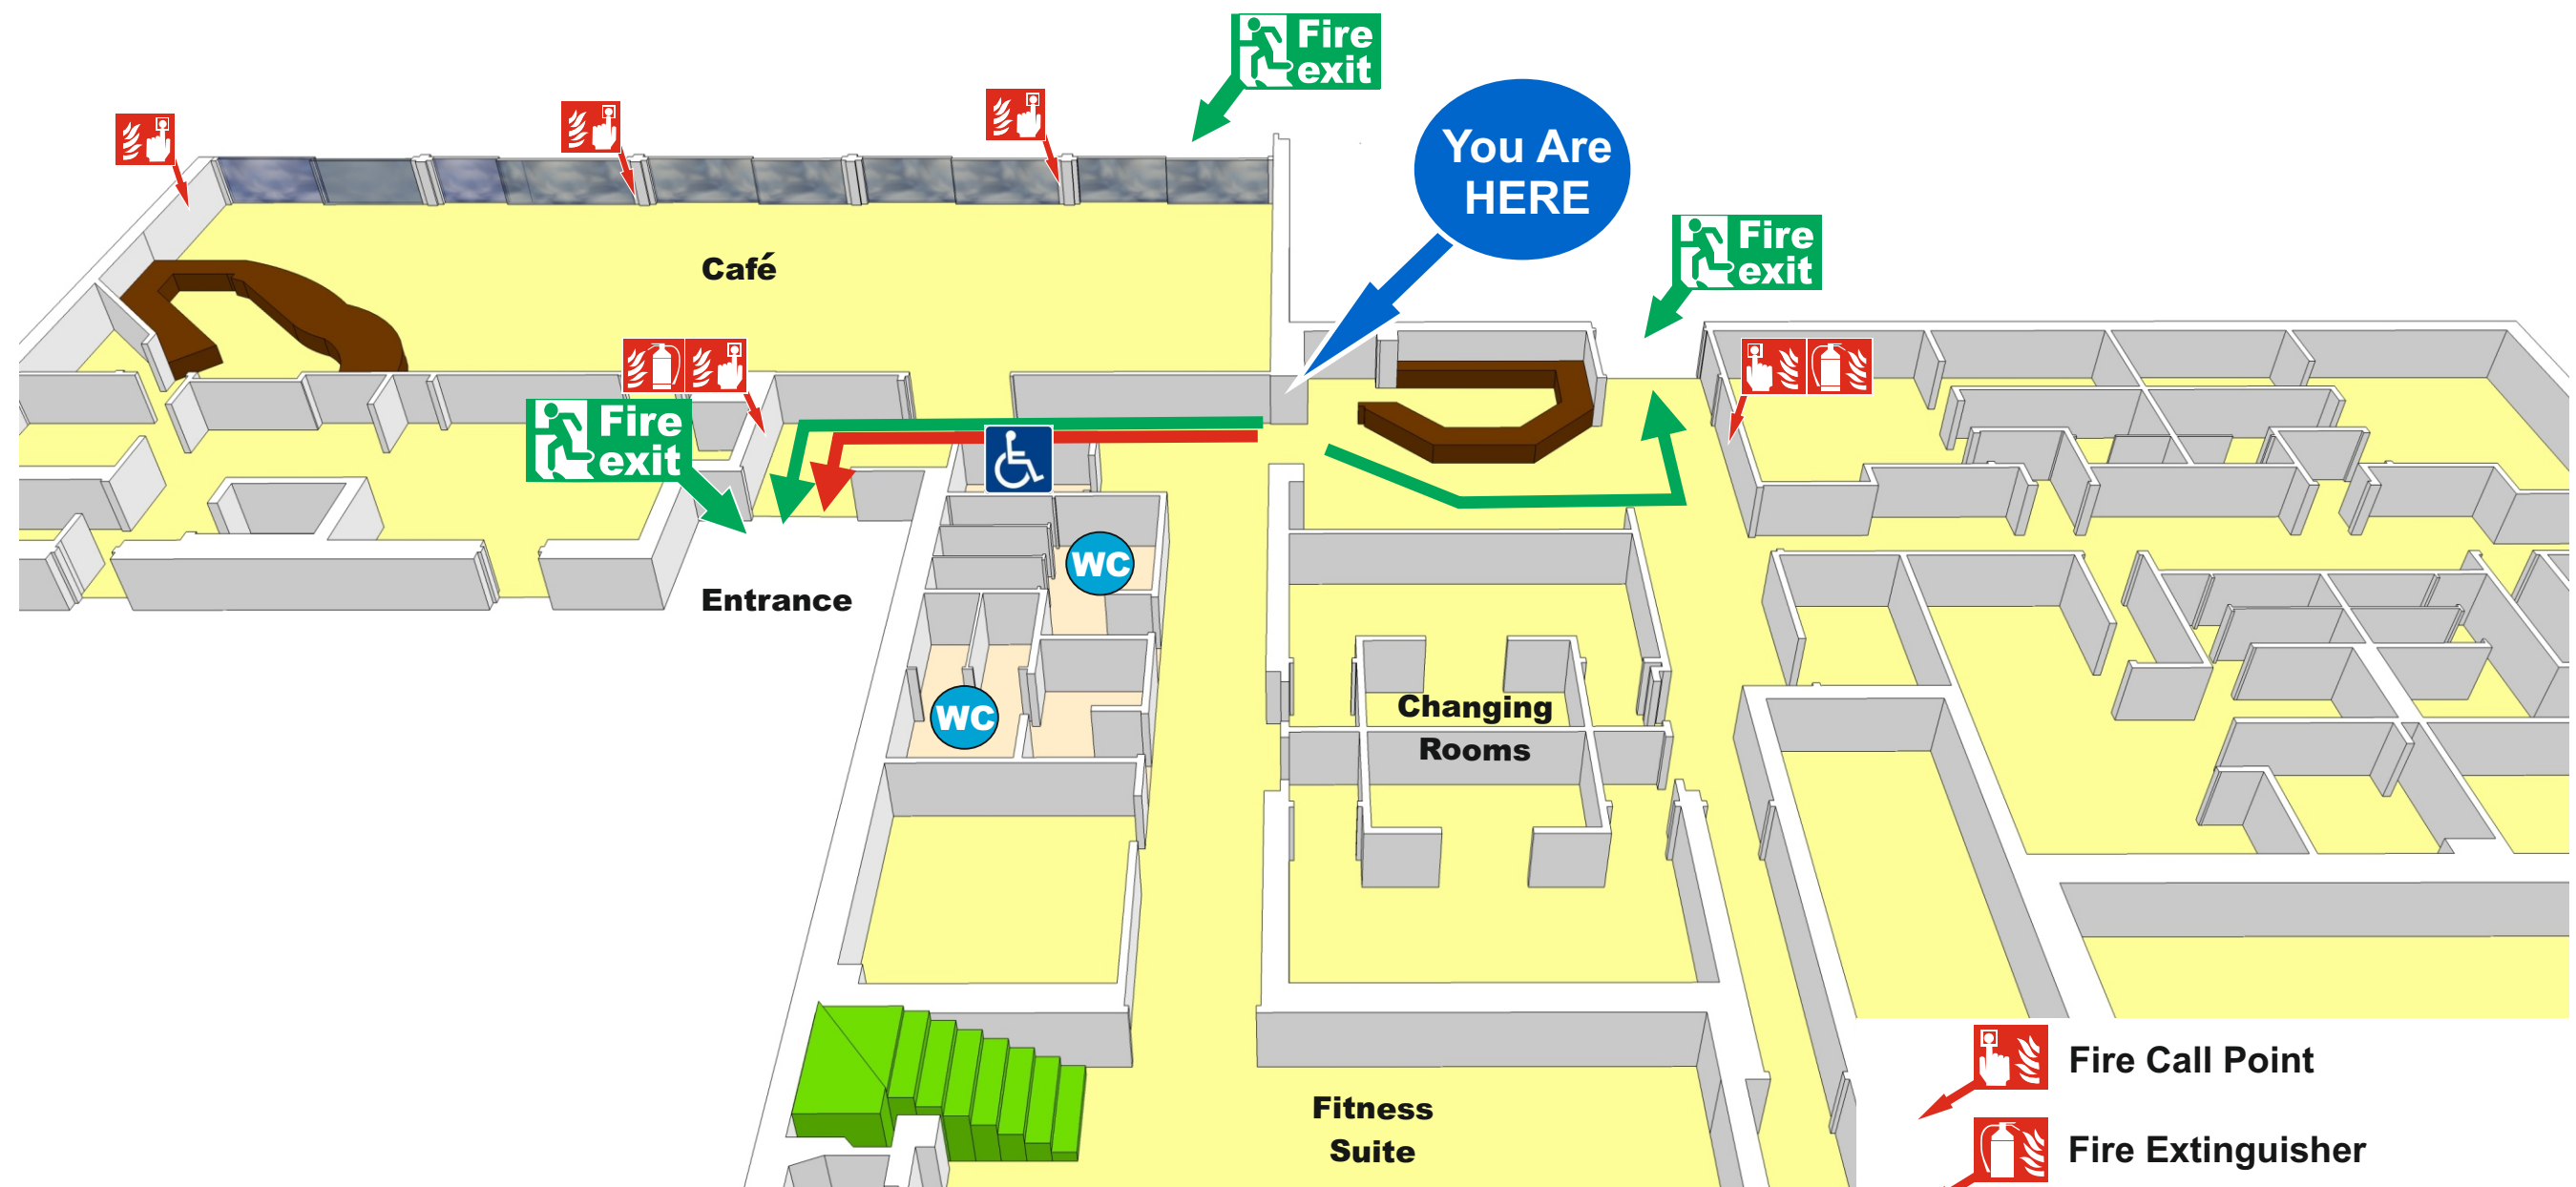 Fire
exit
You Are
HERE
Fire
exit
Café
Fire
exit
Entrance
WC
WC
Changing
Rooms
Fitness
Suite
Fire Call Point
Fire Extinguisher